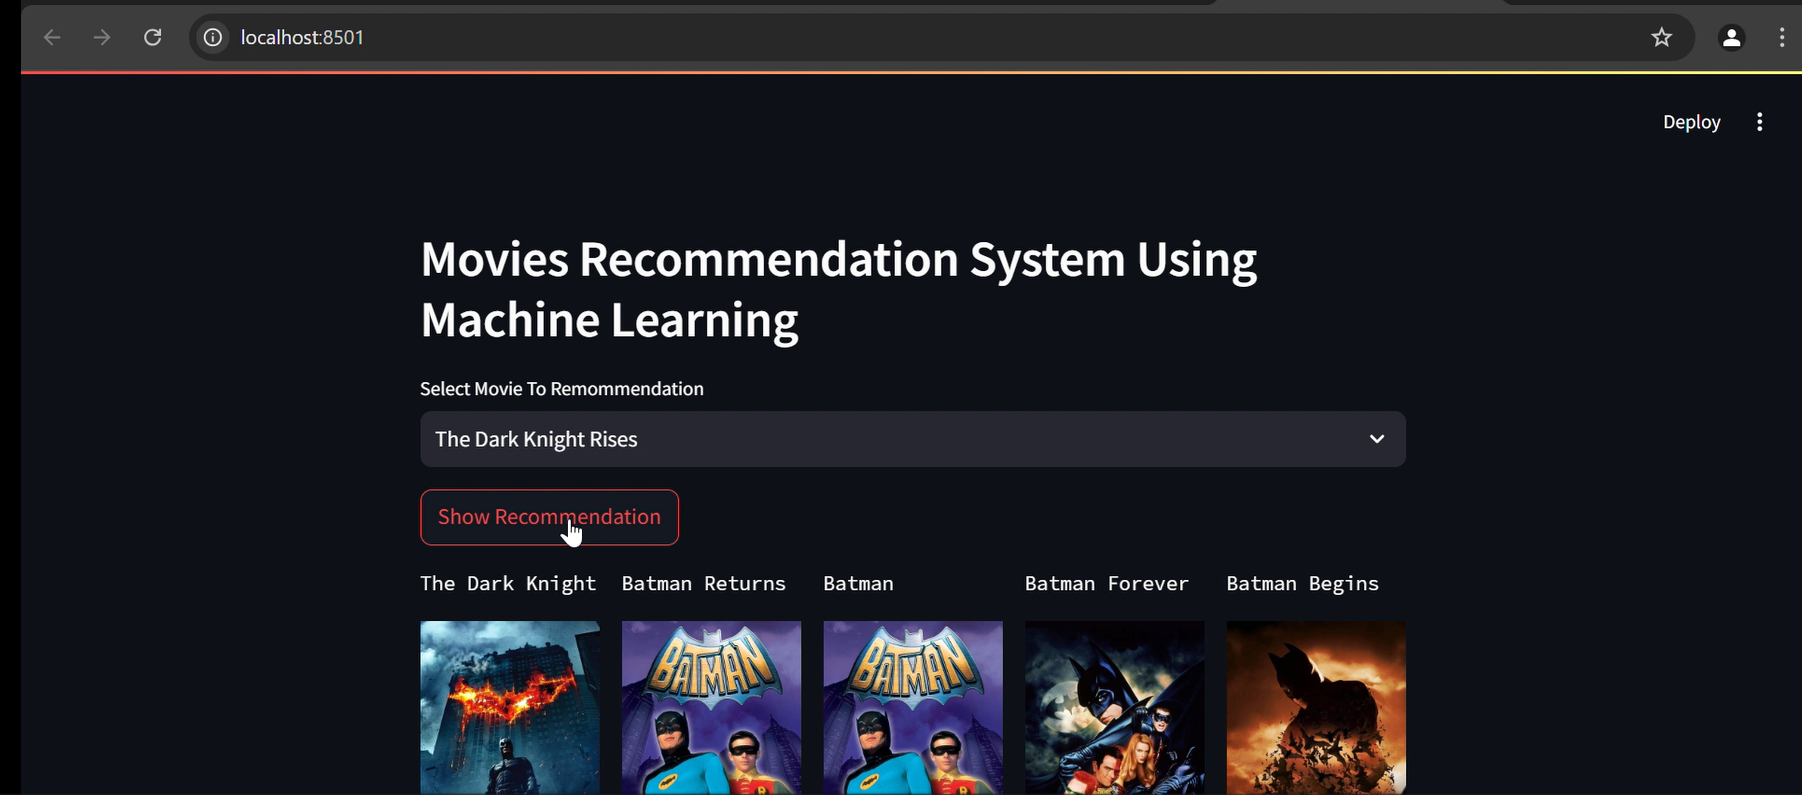 localhost:8501
Deploy
Movies Recommendation System Using
Machine Learning
Select Movie To Remommendation
The Dark Knight Rises
Show Recommendation
The Dark Knight
Batman Returns
Batman
Batman Forever
Batman Begins
BATMAN
BATMAN